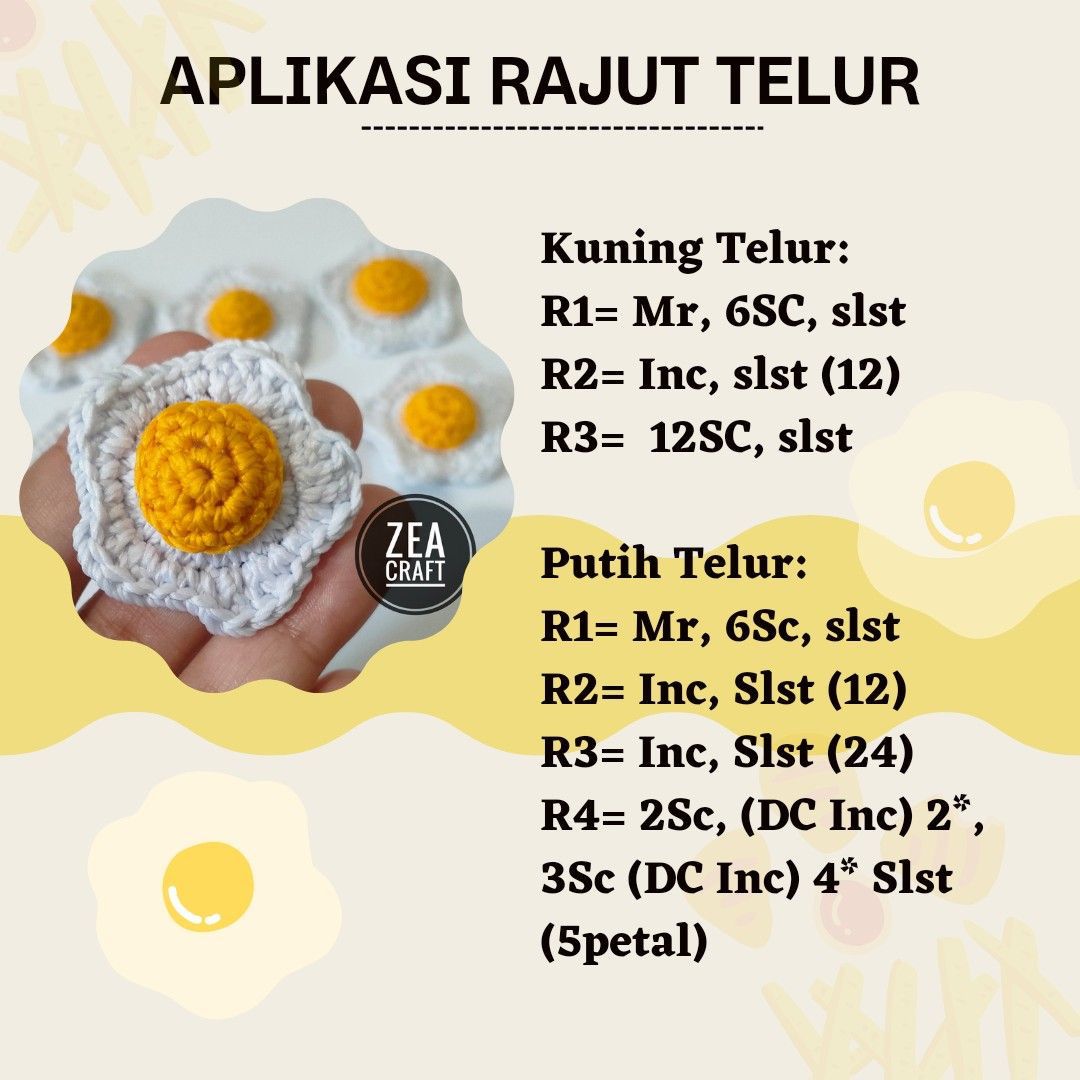 APLIKASI RAJUT TELUR
Kuning Telur:
R1= Mr, 6SC, slst
R2= Inc, slst (12)
R3= 12SC, slst
ZEA
CRAFT
Putih Telur:
R1= Mr, 6Sc, slst
R2= Inc, Slst (12)
R3= Inc, Slst (24)
R4= 2Sc, (DC Inc) 2*,
3Sc (DC Inc) 4* Slst
(5petal)